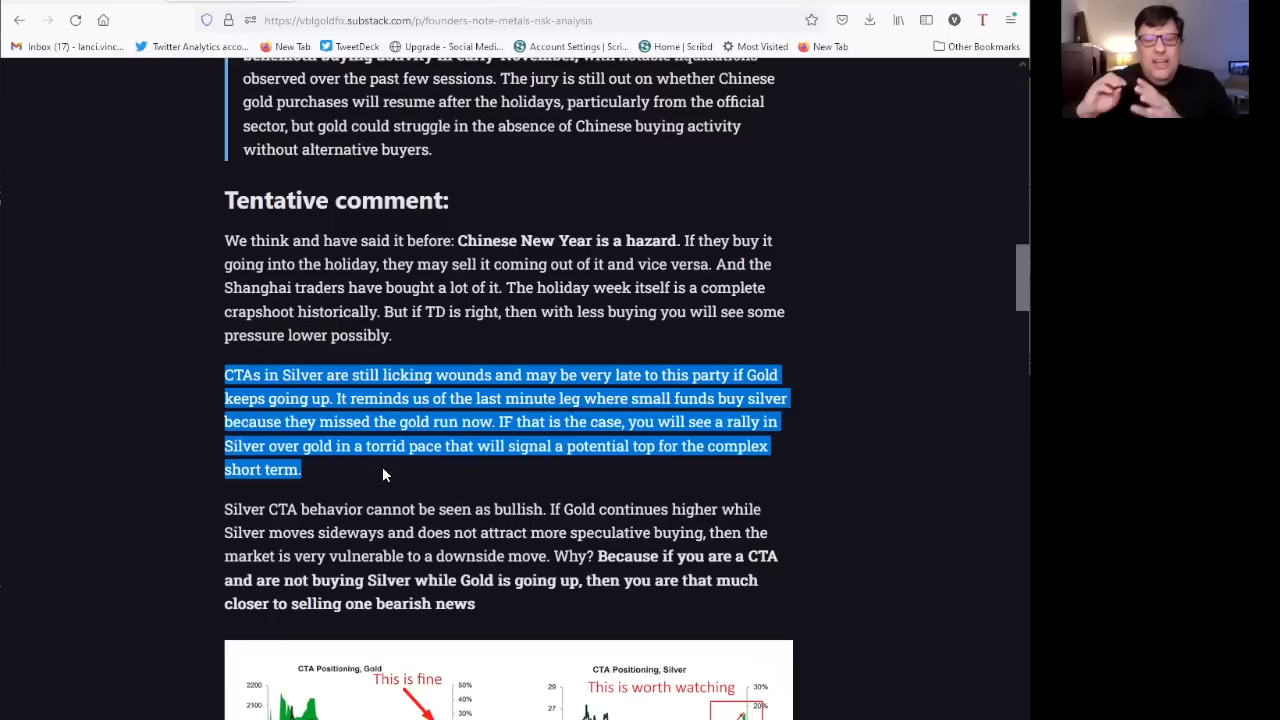 https://vblgoldfix.substack.com/p/founders-note-metals-risk-analysis
Inbox (17) - lanci.vinc... Twitter Analytics acco... New Tab TweetDeck Upgrade - Social Medi... Account Settings | Scri... Home | Scribd Most Visited New Tab Other Bookmarks
observed over the past few sessions. The jury is still out on whether Chinese
gold purchases will resume after the holidays, particularly from the official
sector, but gold could struggle in the absence of Chinese buying activity
without alternative buyers.
Tentative comment:
We think and have said it before: Chinese New Year is a hazard. If they buy it
going into the holiday, they may sell it coming out of it and vice versa. And the
Shanghai traders have bought a lot of it. The holiday week itself is a complete
crapshoot historically. But if TD is right, then with less buying you will see some
pressure lower possibly.
CTAs in Silver are still licking wounds and may be very late to this party if Gold
keeps going up. It reminds us of the last minute leg where small funds buy silver
because they missed the gold run now. IF that is the case, you will see a rally in
Silver over gold in a torrid pace that will signal a potential top for the complex
short term.
Silver CTA behavior cannot be seen as bullish. If Gold continues higher while
Silver moves sideways and does not attract more speculative buying, then the
market is very vulnerable to a downside move. Why? Because if you are a CTA
and are not buying Silver while Gold is going up, then you are that much
closer to selling one bearish news
CTA Positioning, Gold
This is fine
2200
2100
50%
40%
30%
CTA Positioning, Silver
This is worth watching
29
27
30%
20%